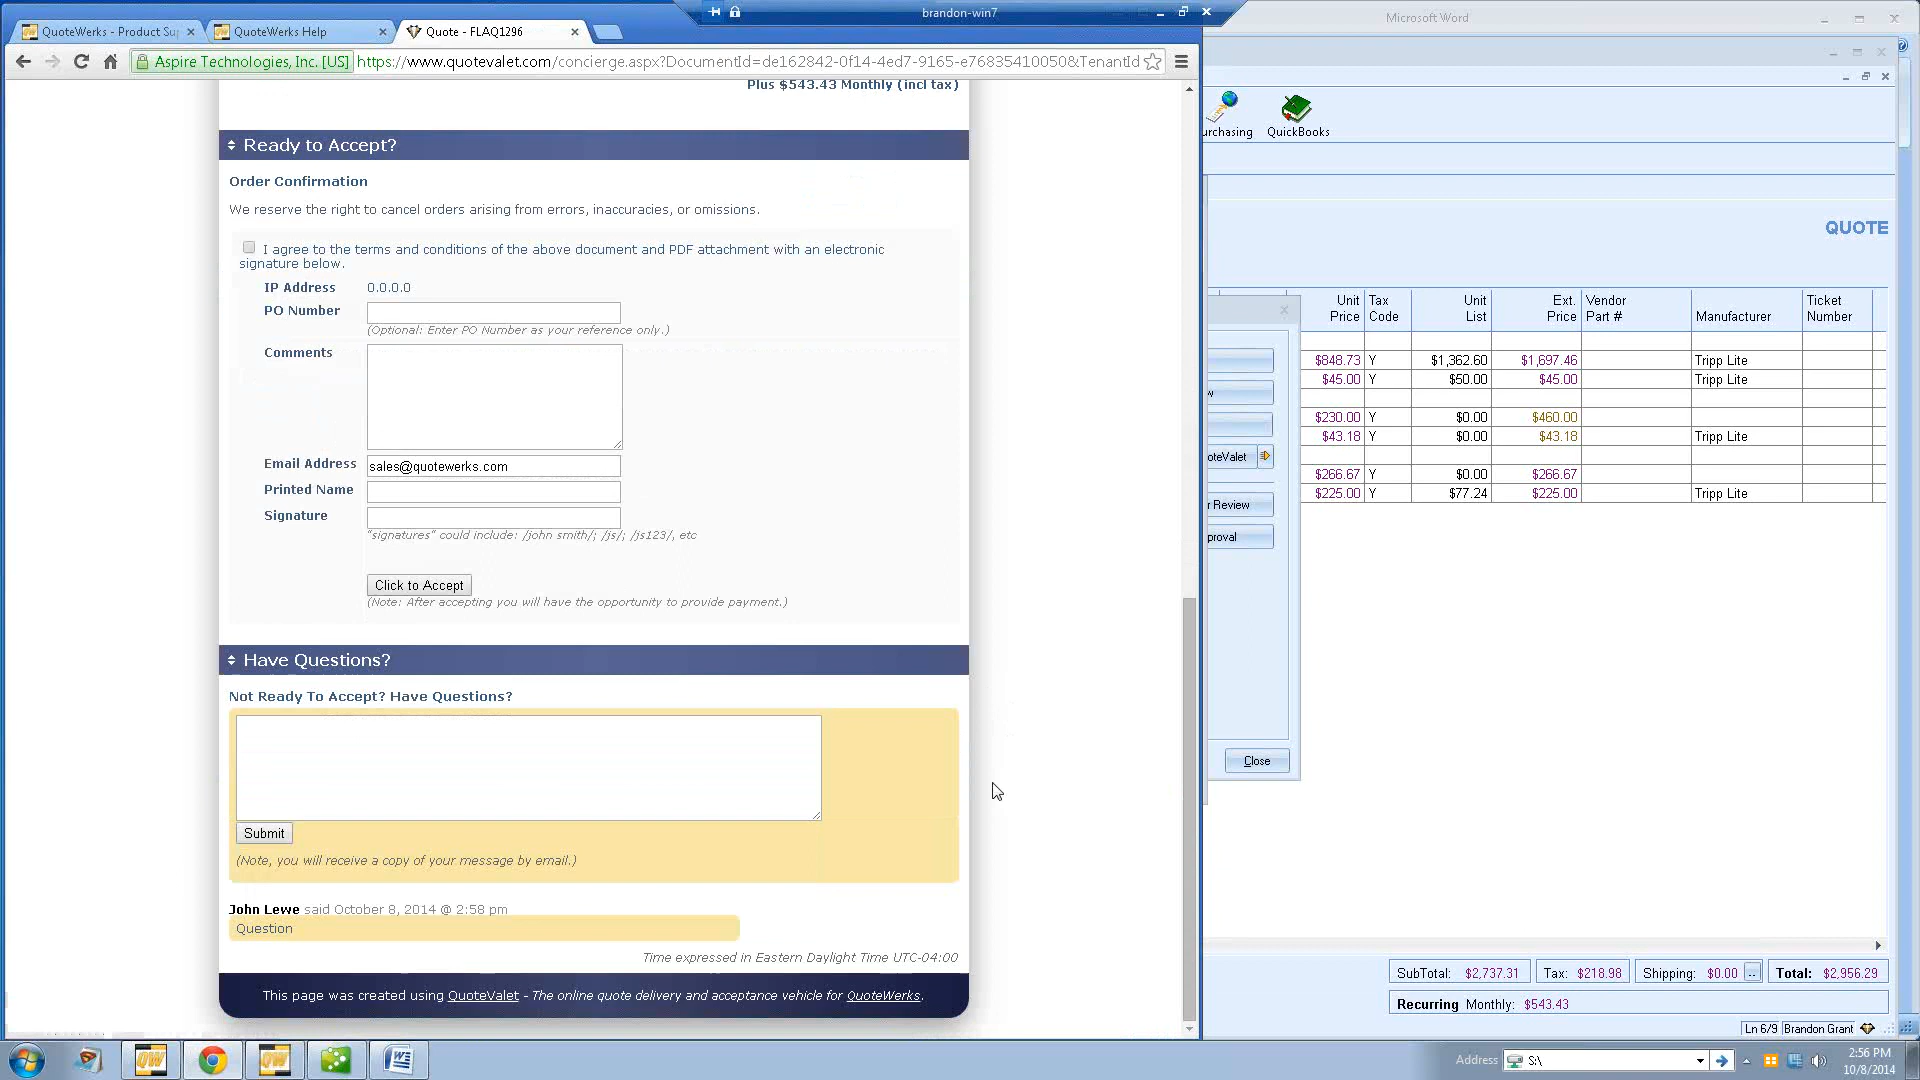 brandon-win7
Microsoft Word
QuoteWerks - Product Su
QuoteWerks Help
Quote - FLAQ1296
Aspire Technologies, Inc. [US]
https://www.quotevalet.com/concierge.aspx?DocumentId=de162842-0f14-4ed7-9165-e76835410050&TenantId
Plus $543.43 Monthly (incl tax)
urchasing
QuickBooks
Ready to Accept?
Order Confirmation
We reserve the right to cancel orders arising from errors, inaccuracies, or omissions.
I agree to the terms and conditions of the above document and PDF attachment with an electronic
signature below.
IP Address 0.0.0.0
PO Number
(Optional: Enter PO Number as your reference only.)
Comments
Email Address sales@quotewerks.com
Printed Name
Signature
"signatures" could include: /john smith/; /js/; /js123/, etc
Click to Accept
(Note: After accepting you will have the opportunity to provide payment.)
Have Questions?
Not Ready To Accept? Have Questions?
Submit
(Note, you will receive a copy of your message by email.)
John Lewe said October 8, 2014 @ 2:58 pm
Question
Time expressed in Eastern Daylight Time UTC-04:00
This page was created using QuoteValet - The online quote delivery and acceptance vehicle for QuoteWerks.
QUOTE
Unit Price Tax Code Unit List Ext. Price Vendor Part # Manufacturer Ticket Number
$848.73 Y $1,362.60 $1,697.46 Tripp Lite
$45.00 Y $50.00 $45.00 Tripp Lite
$230.00 Y $0.00 $460.00
$43.18 Y $0.00 $43.18 Tripp Lite
$266.67 Y $0.00 $266.67
$225.00 Y $77.24 $225.00 Tripp Lite
w
oteValet
r Review
proval
Close
SubTotal: $2,737.31 Tax: $218.98 Shipping: $0.00 .. Total: $2,956.29
Recurring Monthly: $543.43
Ln 6/9 Brandon Grant
QW
QW
Address S:\
2:56 PM
10/8/2014